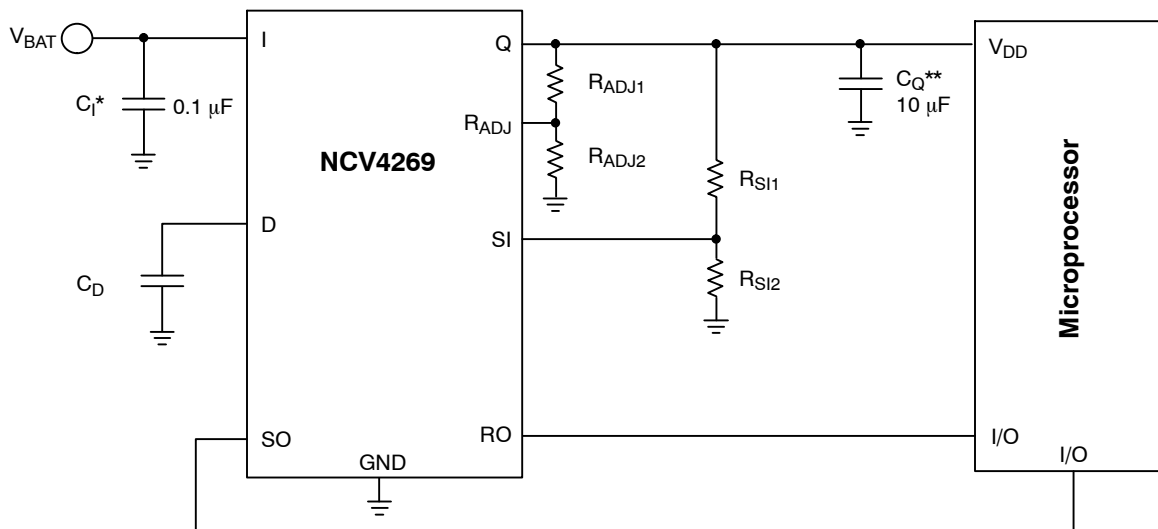 V_BAT
I
Q
V_DD
C_I*
0.1 μF
R_ADJ1
C_Q**
10 μF
R_ADJ
NCV4269
R_ADJ2
R_SI1
D
SI
C_D
R_SI2
Microprocessor
SO
RO
I/O
GND
I/O